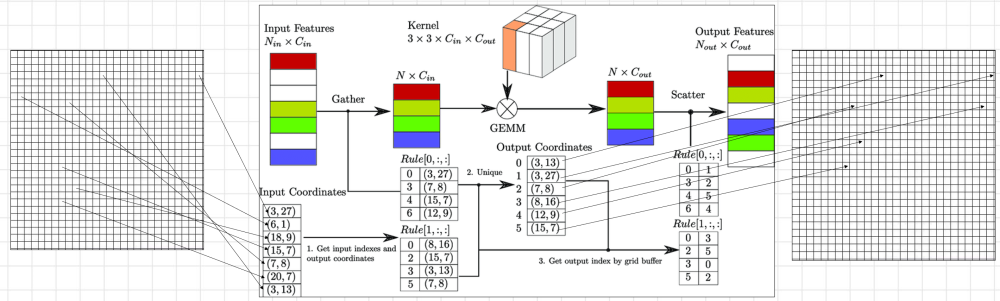 Input Features
N_in × C_in
Kernel
3 × 3 × C_in × C_out
Output Features
N_out × C_out
N × C_in
N × C_out
Gather
Scatter
GEMM
Input Coordinates
(3, 27)
(6, 1)
(18, 9)
(15, 7)
(7, 8)
(20, 7)
(3, 13)
1. Get input indexes and
output coordinates
Rule[0,:,:]
0 (3, 27)
3 (7, 8)
4 (15, 7)
6 (12, 9)
Rule[1,:,:]
0 (8, 16)
2 (15, 7)
3 (3, 13)
5 (7, 8)
2. Unique
Output Coordinates
0 (3, 13)
1 (3, 27)
2 (7, 8)
3 (8, 16)
4 (12, 9)
5 (15, 7)
3. Get output index by grid buffer
Rule[0,:,:]
0 1
3 2
4 5
6 4
Rule[1,:,:]
0 3
2 5
3 0
5 2